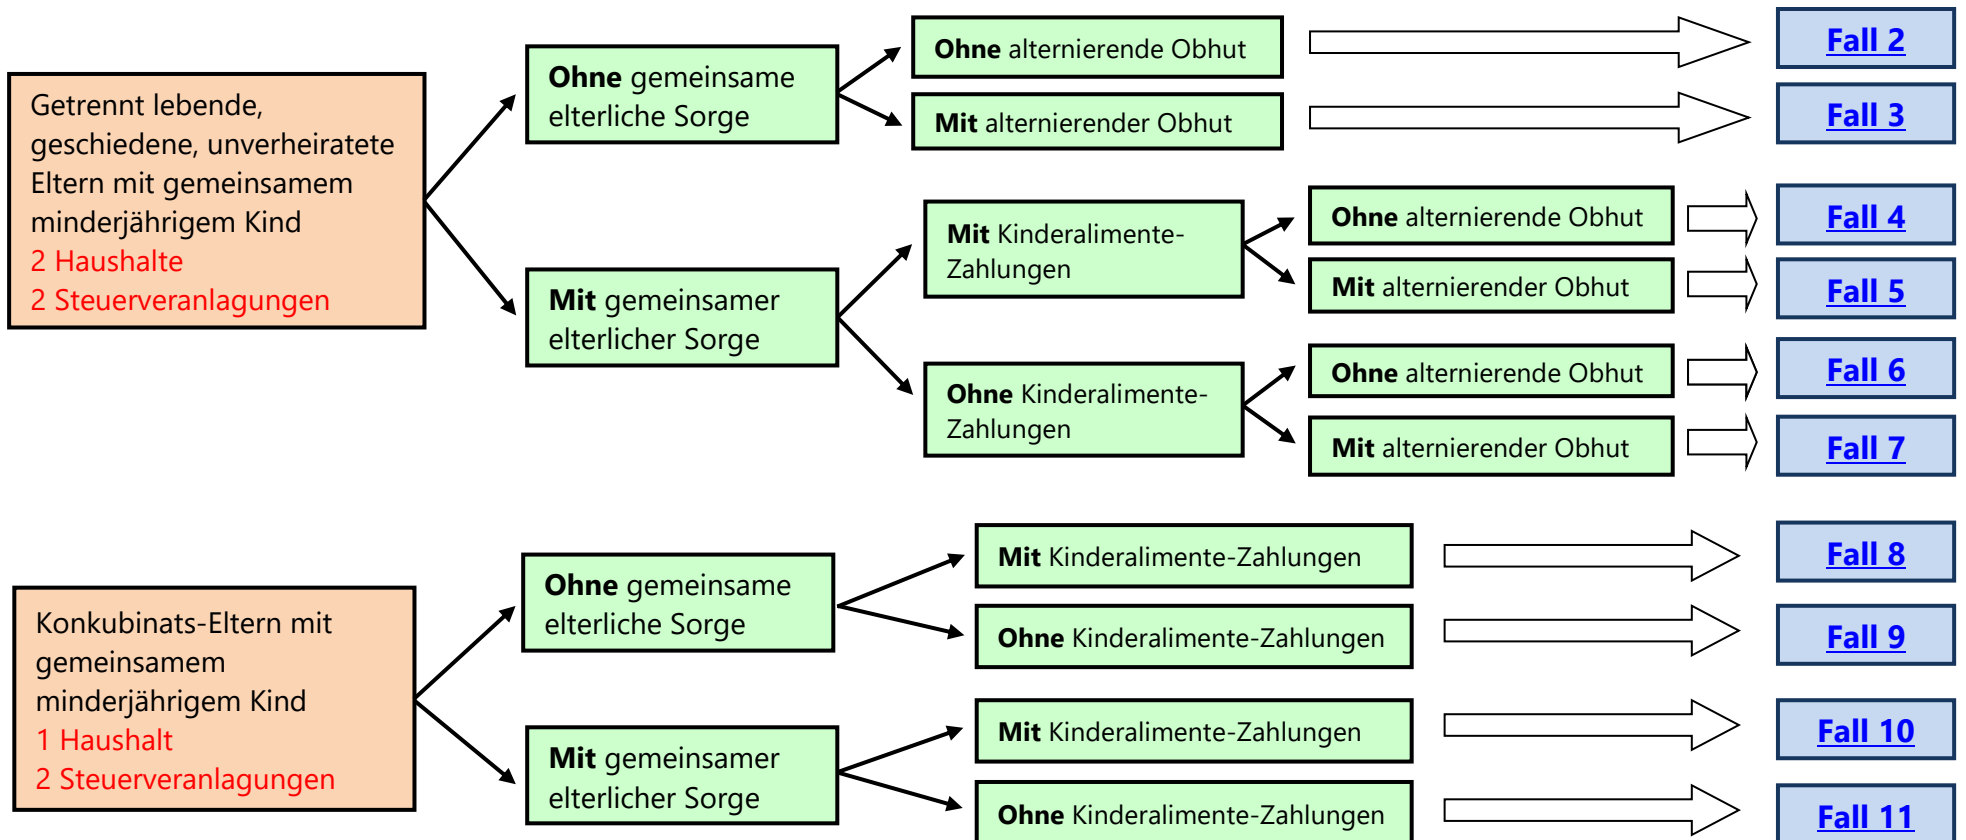 Getrennt lebende,
geschiedene, unverheiratete
Eltern mit gemeinsamem
minderjährigem Kind
2 Haushalte
2 Steuerveranlagungen
Ohne gemeinsame
elterliche Sorge
Ohne alternierende Obhut
Fall 2
Mit alternierender Obhut
Fall 3
Mit gemeinsamer
elterlicher Sorge
Mit Kinderalimente-
Zahlungen
Ohne alternierende Obhut
Fall 4
Mit alternierender Obhut
Fall 5
Ohne Kinderalimente-
Zahlungen
Ohne alternierende Obhut
Fall 6
Mit alternierender Obhut
Fall 7
Konkubinats-Eltern mit
gemeinsamem
minderjährigem Kind
1 Haushalt
2 Steuerveranlagungen
Ohne gemeinsame
elterliche Sorge
Mit Kinderalimente-Zahlungen
Fall 8
Ohne Kinderalimente-Zahlungen
Fall 9
Mit gemeinsamer
elterlicher Sorge
Mit Kinderalimente-Zahlungen
Fall 10
Ohne Kinderalimente-Zahlungen
Fall 11